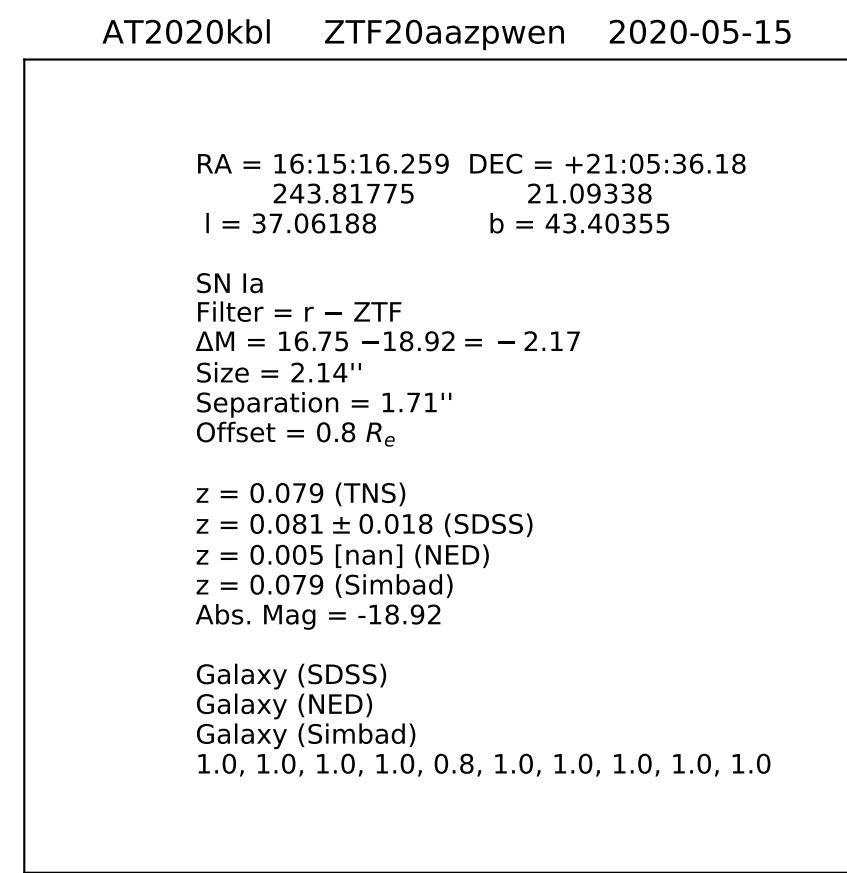 AT2020kbl ZTF20aazpwen 2020-05-15
RA = 16:15:16.259 DEC = +21:05:36.18
243.81775 21.09338
l = 37.06188 b = 43.40355
SN Ia
Filter = r − ZTF
ΔM = 16.75 −18.92 = − 2.17
Size = 2.14''
Separation = 1.71''
Offset = 0.8 Re
z = 0.079 (TNS)
z = 0.081 ± 0.018 (SDSS)
z = 0.005 [nan] (NED)
z = 0.079 (Simbad)
Abs. Mag = -18.92
Galaxy (SDSS)
Galaxy (NED)
Galaxy (Simbad)
1.0, 1.0, 1.0, 1.0, 0.8, 1.0, 1.0, 1.0, 1.0, 1.0